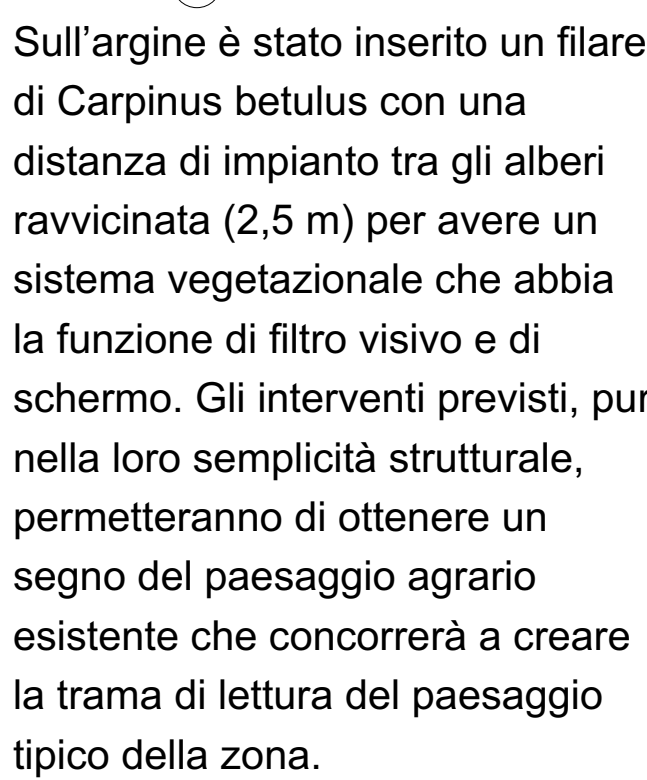 Sull’argine è stato inserito un filare
di Carpinus betulus con una
distanza di impianto tra gli alberi
ravvicinata (2,5 m) per avere un
sistema vegetazionale che abbia
la funzione di filtro visivo e di
schermo. Gli interventi previsti, pur
nella loro semplicità strutturale,
permetteranno di ottenere un
segno del paesaggio agrario
esistente che concorrerà a creare
la trama di lettura del paesaggio
tipico della zona.